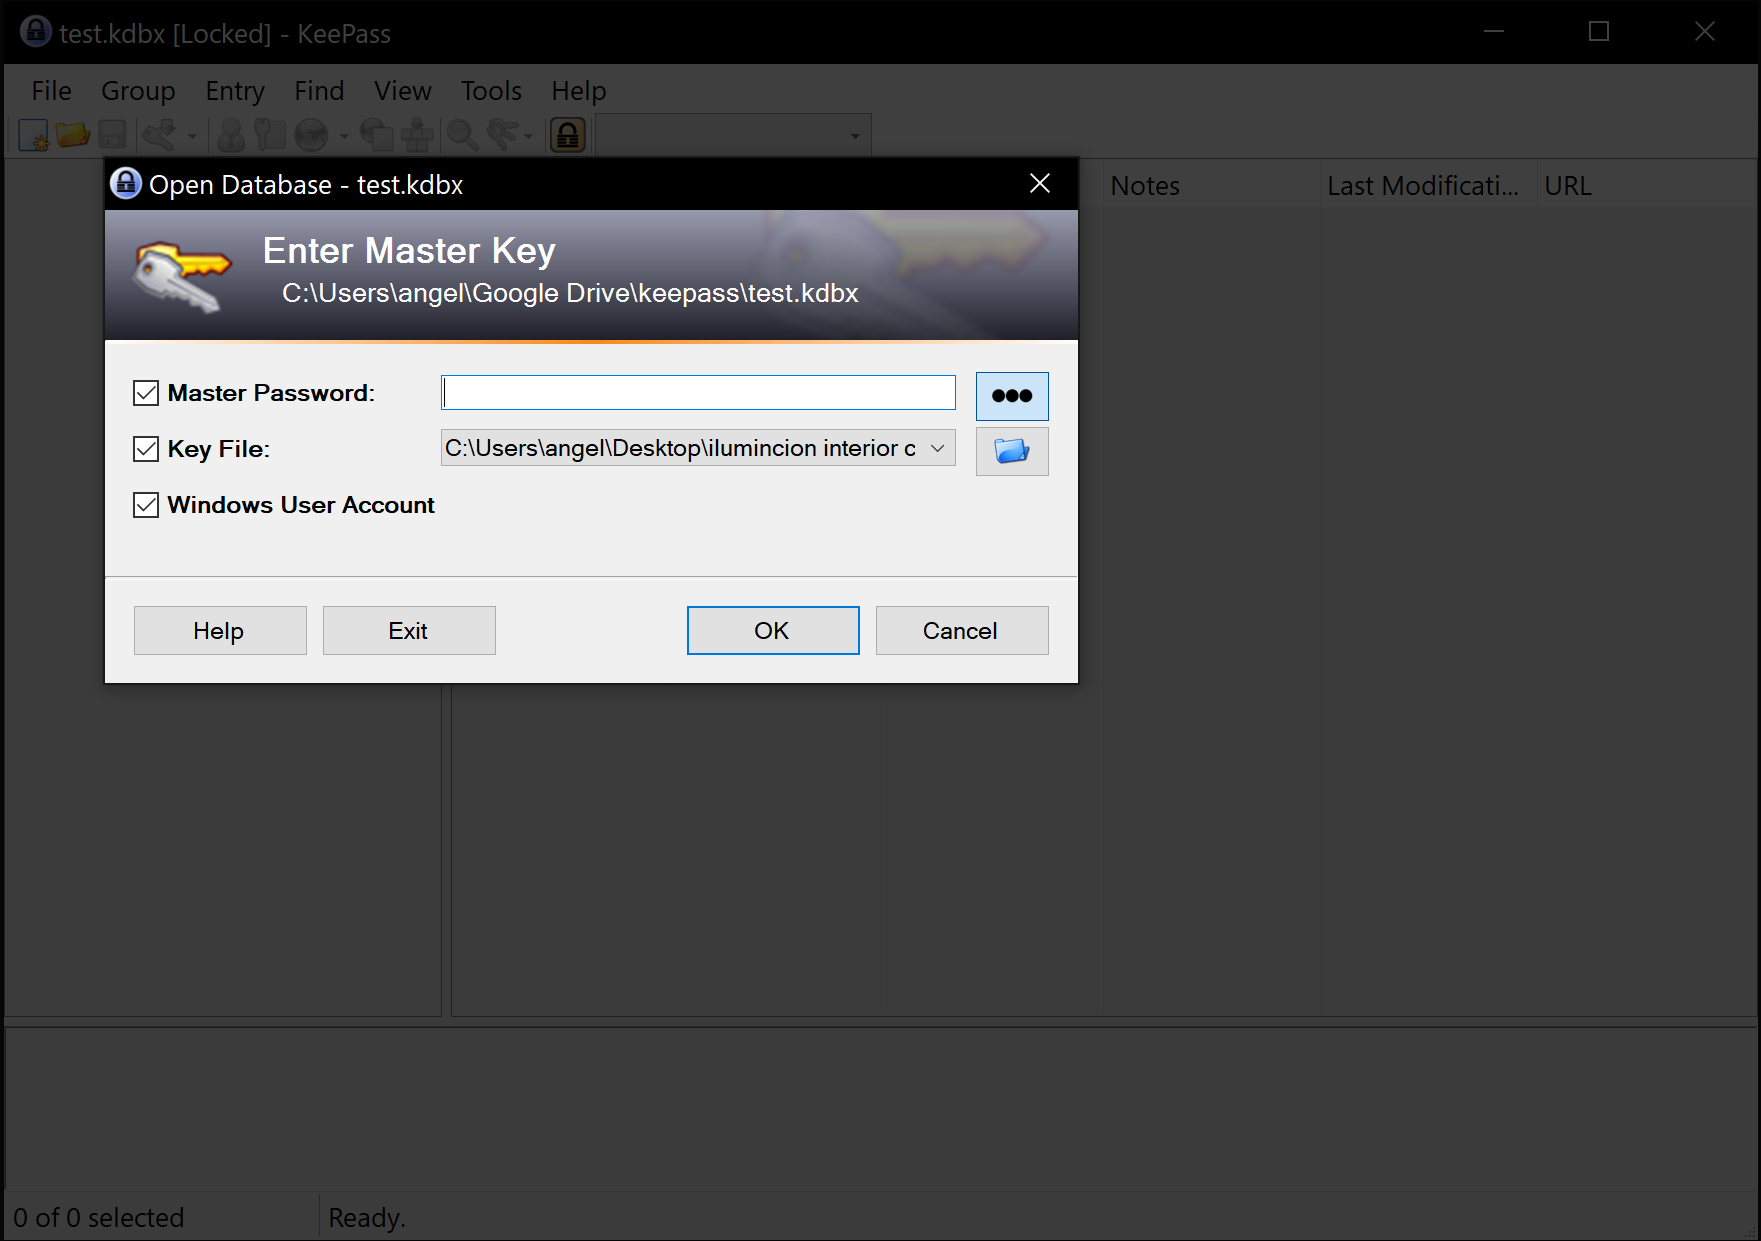 test.kdbx [Locked] - KeePass
File Group Entry Find View Tools Help
Open Database - test.kdbx
Notes Last Modificati... URL
Enter Master Key
C:\Users\angel\Google Drive\keepass\test.kdbx
Master Password:
Key File: C:\Users\angel\Desktop\ilumincion interior c
Windows User Account
Help Exit OK Cancel
0 of 0 selected Ready.